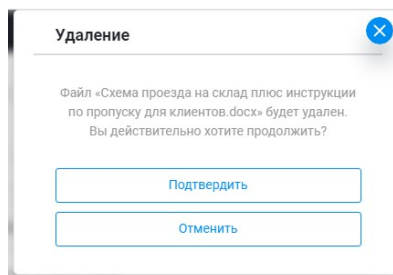 Удаление
Файл «Схема проезда на склад плюс инструкции
по пропуску для клиентов.docx» будет удален.
Вы действительно хотите продолжить?
Подтвердить
Отменить